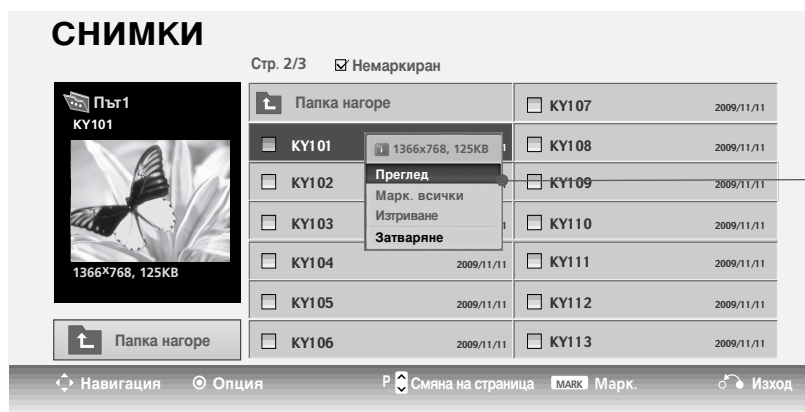 СНИМКИ
Стр. 2/3 Немаркиран
Път1
KY101
1366x768, 125KB
Папка нагоре
Папка нагоре
KY101
KY102
KY103
KY104 2009/11/11
KY105 2009/11/11
KY106 2009/11/11
1366x768, 125KB
Преглед
Марк. всички
Изтриване
Затваряне
KY107 2009/11/11
KY108 2009/11/11
KY109 2009/11/11
KY110 2009/11/11
KY111 2009/11/11
KY112 2009/11/11
KY113 2009/11/11
Навигация Опция P Смяна на страница MARK Марк. Изход